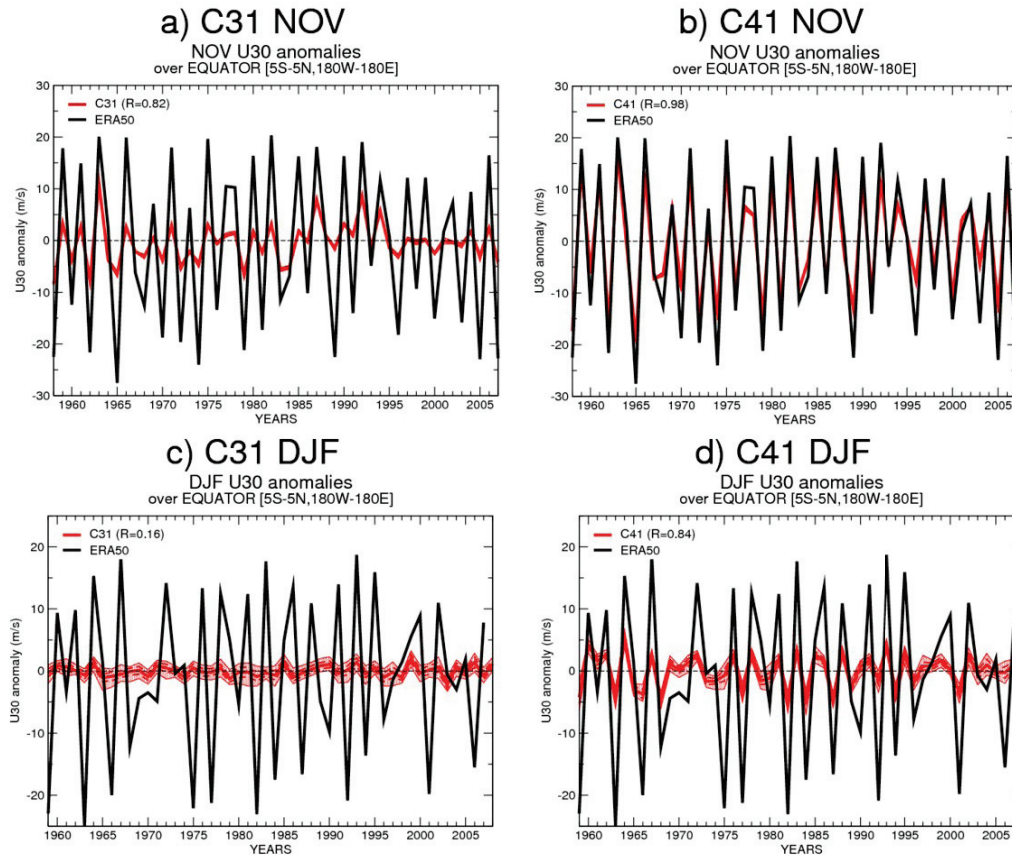 a) C31 NOV
NOV U30 anomalies
over EQUATOR [5S-5N,180W-180E]
30
20
10
0
-10
-20
-30
U30 anomaly (m/s)
C31 (R=0.82)
ERA50
1960 1965 1970 1975 1980 1985 1990 1995 2000 2005
YEARS
b) C41 NOV
NOV U30 anomalies
over EQUATOR [5S-5N,180W-180E]
30
20
10
0
-10
-20
-30
U30 anomaly (m/s)
C41 (R=0.98)
ERA50
1960 1965 1970 1975 1980 1985 1990 1995 2000 2005
YEARS
c) C31 DJF
DJF U30 anomalies
over EQUATOR [5S-5N,180W-180E]
20
10
0
-10
-20
U30 anomaly (m/s)
C31 (R=0.16)
ERA50
1960 1965 1970 1975 1980 1985 1990 1995 2000 2005
YEARS
d) C41 DJF
DJF U30 anomalies
over EQUATOR [5S-5N,180W-180E]
20
10
0
-10
-20
U30 anomaly (m/s)
C41 (R=0.84)
ERA50
1960 1965 1970 1975 1980 1985 1990 1995 2000 2005
YEARS